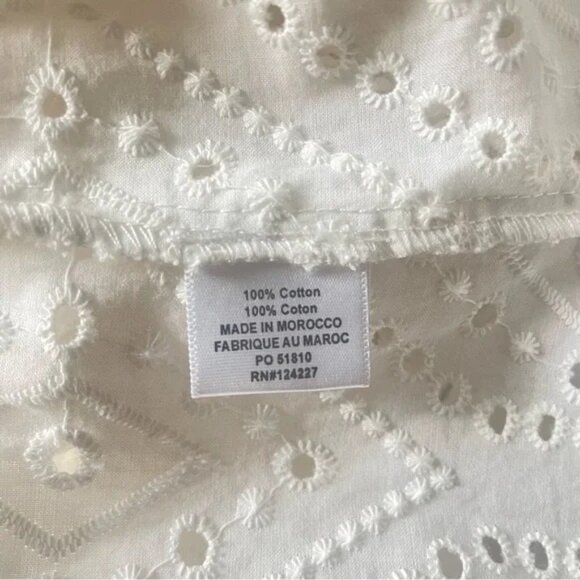 100% Cotton
100% Coton
MADE IN MOROCCO
FABRIQUE AU MAROC
PO 51810
RN#124227